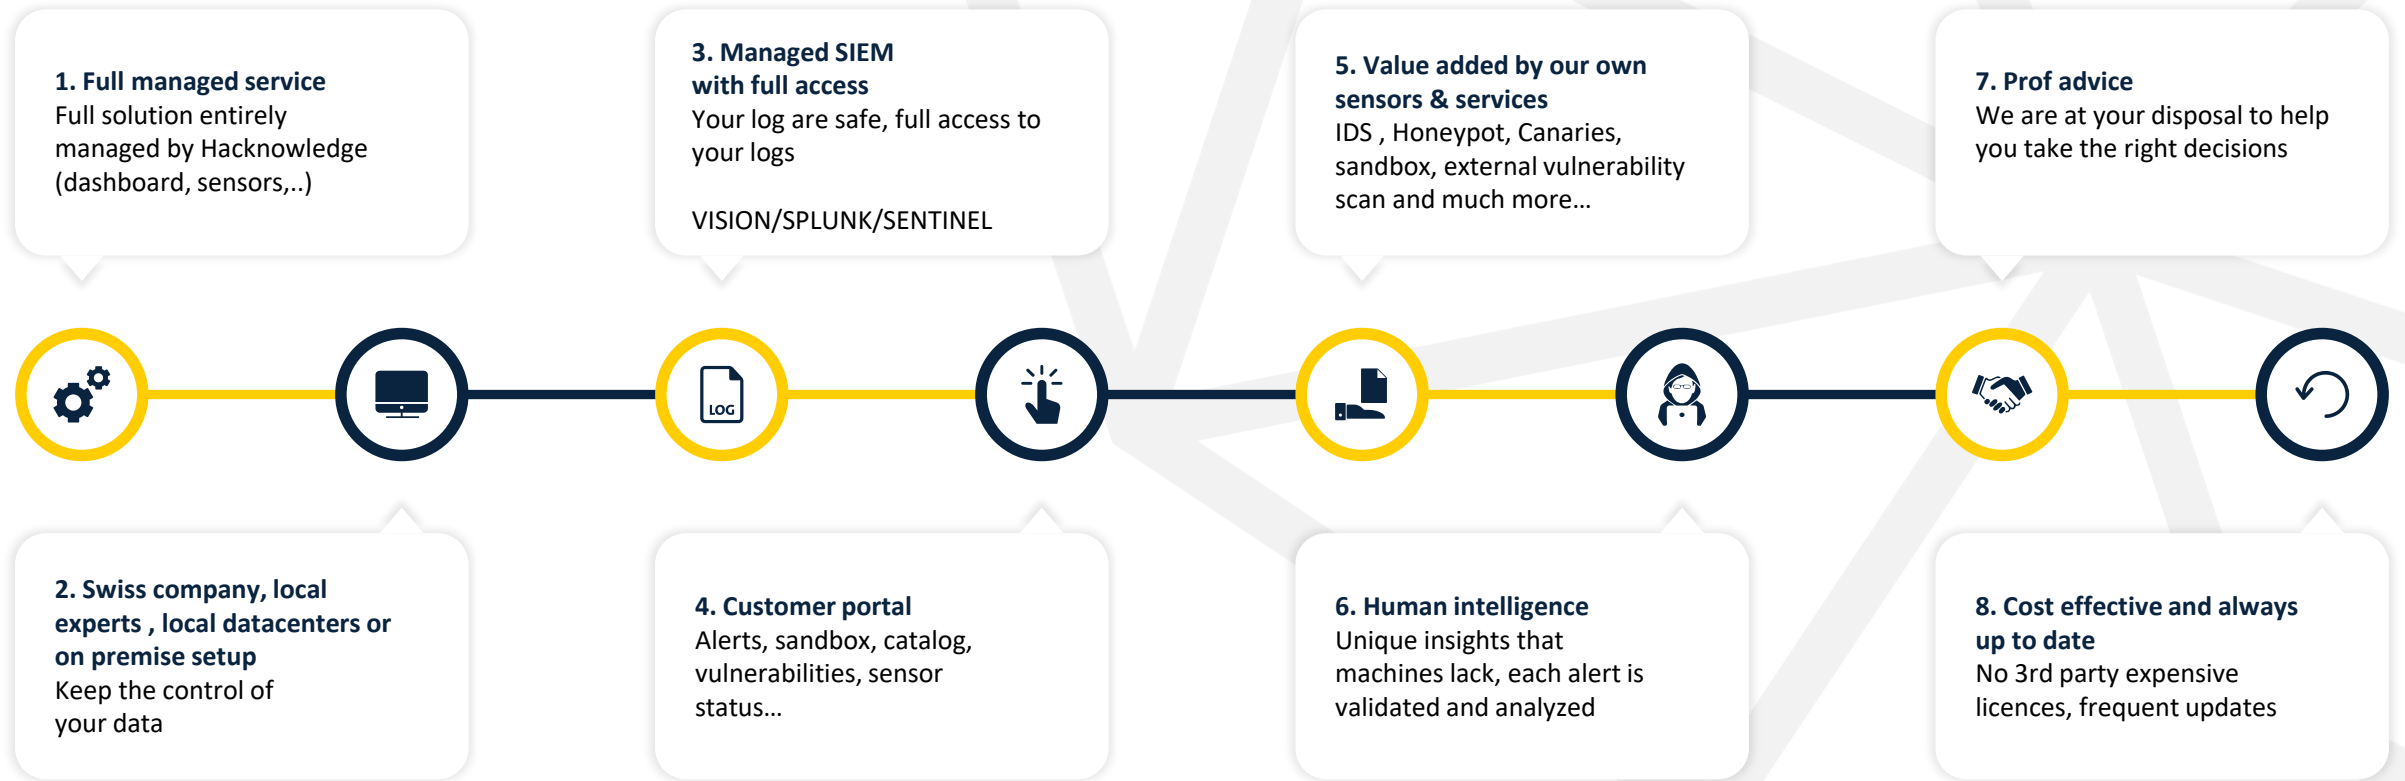 1. Full managed service
Full solution entirely
managed by Hacknowledge
(dashboard, sensors,..)
2. Swiss company, local
experts , local datacenters or
on premise setup
Keep the control of
your data
3. Managed SIEM
with full access
Your log are safe, full access to
your logs
VISION/SPLUNK/SENTINEL
LOG
4. Customer portal
Alerts, sandbox, catalog,
vulnerabilities, sensor
status...
5. Value added by our own
sensors & services
IDS , Honeypot, Canaries,
sandbox, external vulnerability
scan and much more...
6. Human intelligence
Unique insights that
machines lack, each alert is
validated and analyzed
7. Prof advice
We are at your disposal to help
you take the right decisions
8. Cost effective and always
up to date
No 3rd party expensive
licences, frequent updates